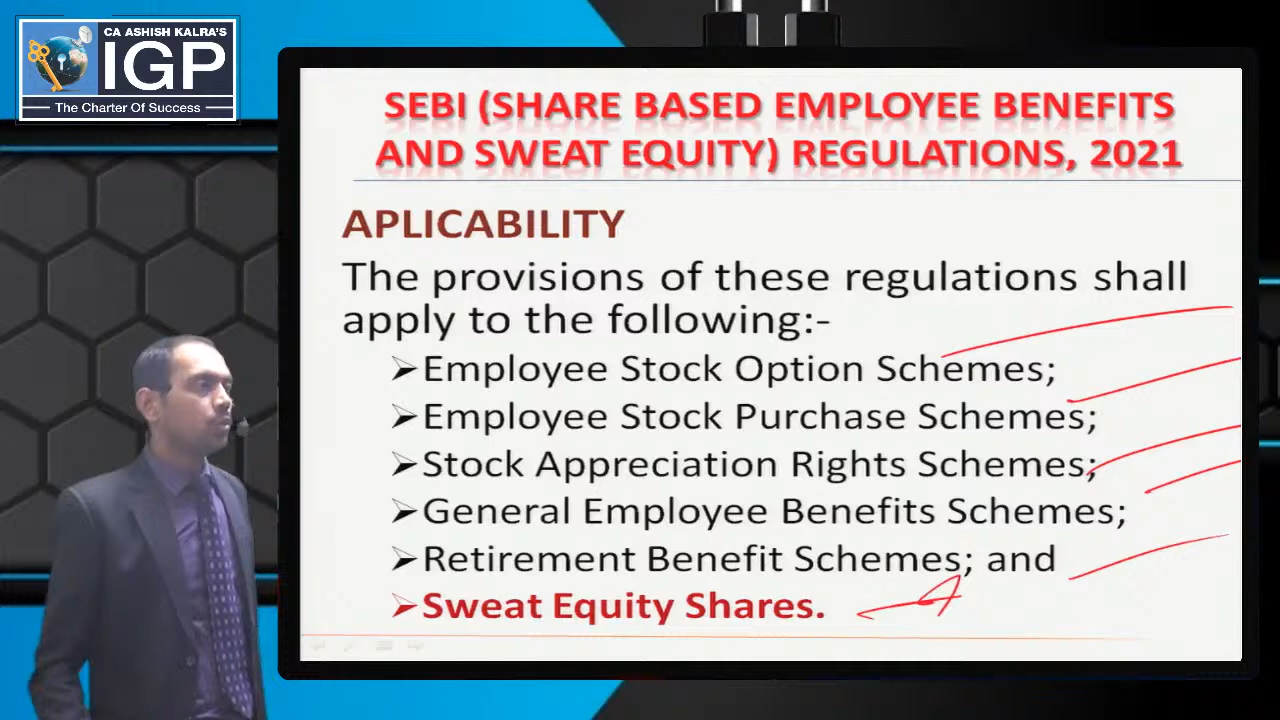 CA ASHISH KALRA'S
IGP
The Charter Of Success
SEBI (SHARE BASED EMPLOYEE BENEFITS
AND SWEAT EQUITY) REGULATIONS, 2021
APLICABILITY
The provisions of these regulations shall
apply to the following:-
➢Employee Stock Option Schemes;
➢Employee Stock Purchase Schemes;
➢Stock Appreciation Rights Schemes;
➢General Employee Benefits Schemes;
➢Retirement Benefit Schemes; and
➢Sweat Equity Shares.